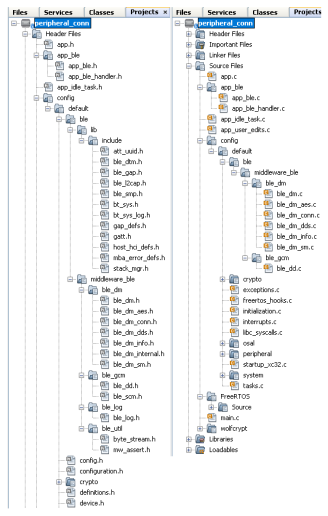 Files Services Classes Projects ×
peripheral_conn
Header Files
app.h
app_ble
app_ble.h
app_ble_handler.h
app_idle_task.h
config
default
ble
lib
include
att_uuid.h
ble_dtm.h
ble_gap.h
ble_l2cap.h
ble_smp.h
bt_sys.h
bt_sys_log.h
gap_defs.h
gatt.h
host_hci_defs.h
mba_error_defs.h
stack_mgr.h
middleware_ble
ble_dm
ble_dm.h
ble_dm_aes.h
ble_dm_conn.h
ble_dm_dds.h
ble_dm_info.h
ble_dm_internal.h
ble_dm_sm.h
ble_gcm
ble_dd.h
ble_scm.h
ble_log
ble_log.h
ble_util
byte_stream.h
mw_assert.h
config.h
configuration.h
crypto
definitions.h
device.h
Files Services Classes Projects
peripheral_conn
Header Files
Important Files
Linker Files
Source Files
app.c
app_ble
app_ble.c
app_ble_handler.c
app_idle_task.c
app_user_edits.c
config
default
ble
middleware_ble
ble_dm
ble_dm.c
ble_dm_aes.c
ble_dm_conn.c
ble_dm_dds.c
ble_dm_info.c
ble_dm_sm.c
ble_gcm
ble_dd.c
crypto
exceptions.c
freertos_hooks.c
initialization.c
interrupts.c
libc_syscalls.c
osal
peripheral
startup_xc32.c
system
tasks.c
FreeRTOS
Source
main.c
wolfcrypt
Libraries
Loadables